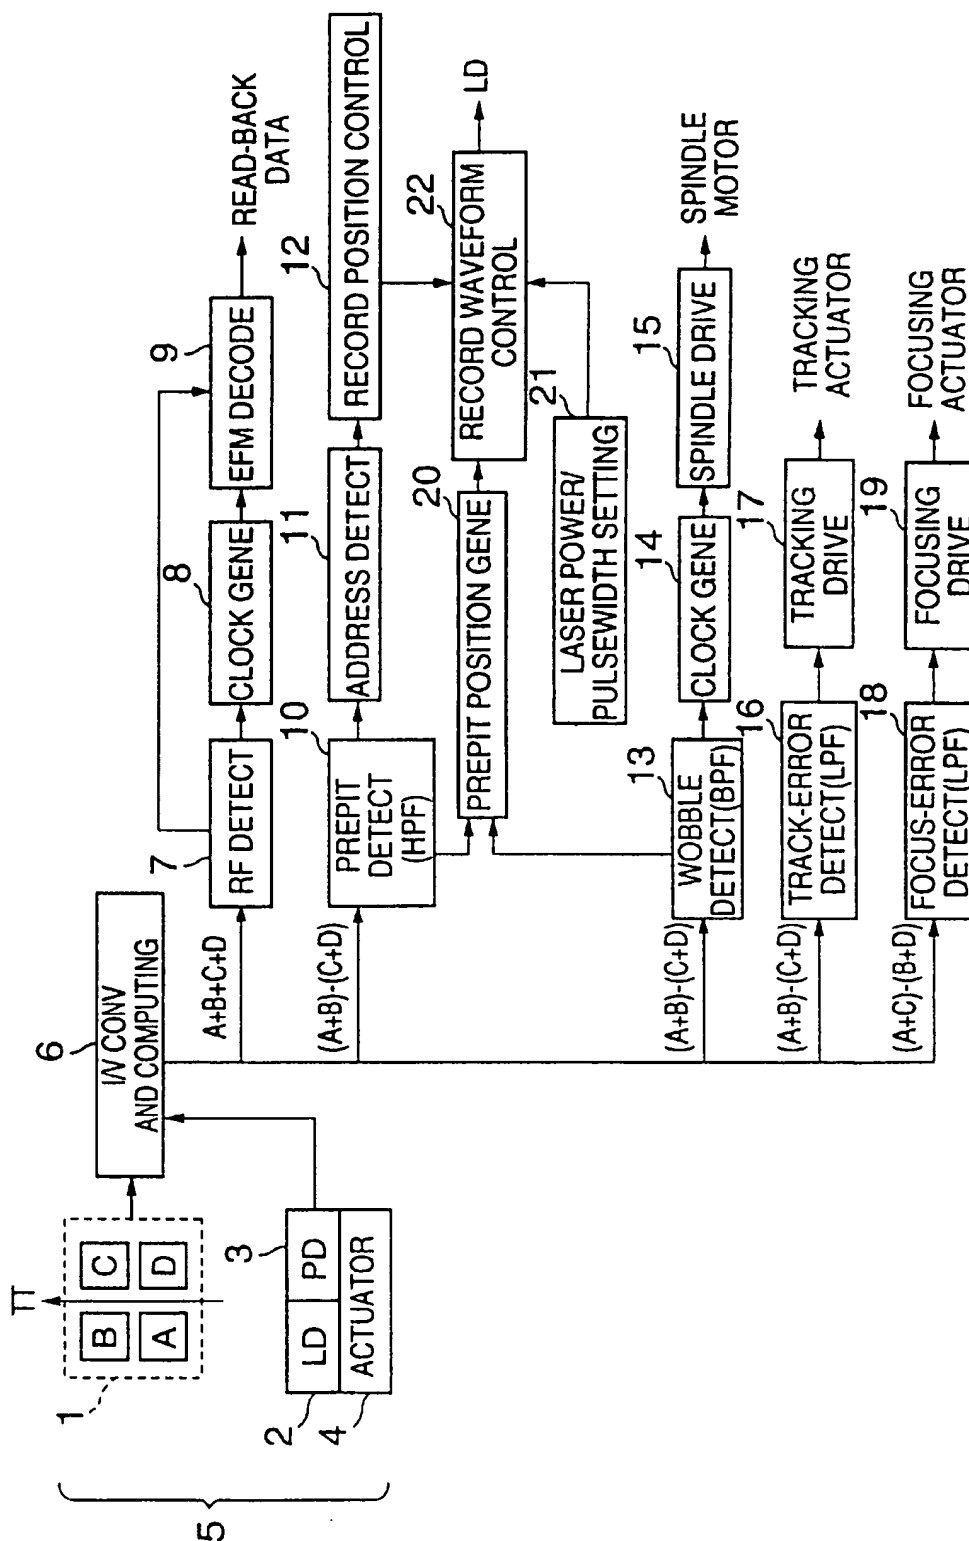 5
1
TT
B
C
A
D
2
3
4
LD
PD
ACTUATOR
6
I/V CONV
AND COMPUTING
A+B+C+D
7
RF DETECT
8
CLOCK GENE
9
EFM DECODE
READ-BACK
DATA
(A+B)-(C+D)
10
PREPIT
DETECT
(HPF)
11
ADDRESS DETECT
12
RECORD POSITION CONTROL
20
PREPIT POSITION GENE
22
RECORD WAVEFORM
CONTROL
LD
21
LASER POWER/
PULSEWIDTH SETTING
(A+B)-(C+D)
13
WOBBLE
DETECT(BPF)
14
CLOCK GENE
15
SPINDLE DRIVE
SPINDLE
MOTOR
(A+B)-(C+D)
16
TRACK-ERROR
DETECT(LPF)
17
TRACKING
DRIVE
TRACKING
ACTUATOR
(A+C)-(B+D)
18
FOCUS-ERROR
DETECT(LPF)
19
FOCUSING
DRIVE
FOCUSING
ACTUATOR